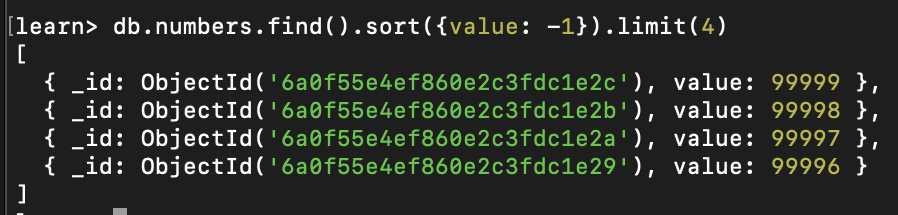 [learn> db.numbers.find().sort({value: -1}).limit(4)
[
  { _id: ObjectId('6a0f55e4ef860e2c3fdc1e2c'), value: 99999 },
  { _id: ObjectId('6a0f55e4ef860e2c3fdc1e2b'), value: 99998 },
  { _id: ObjectId('6a0f55e4ef860e2c3fdc1e2a'), value: 99997 },
  { _id: ObjectId('6a0f55e4ef860e2c3fdc1e29'), value: 99996 }
]